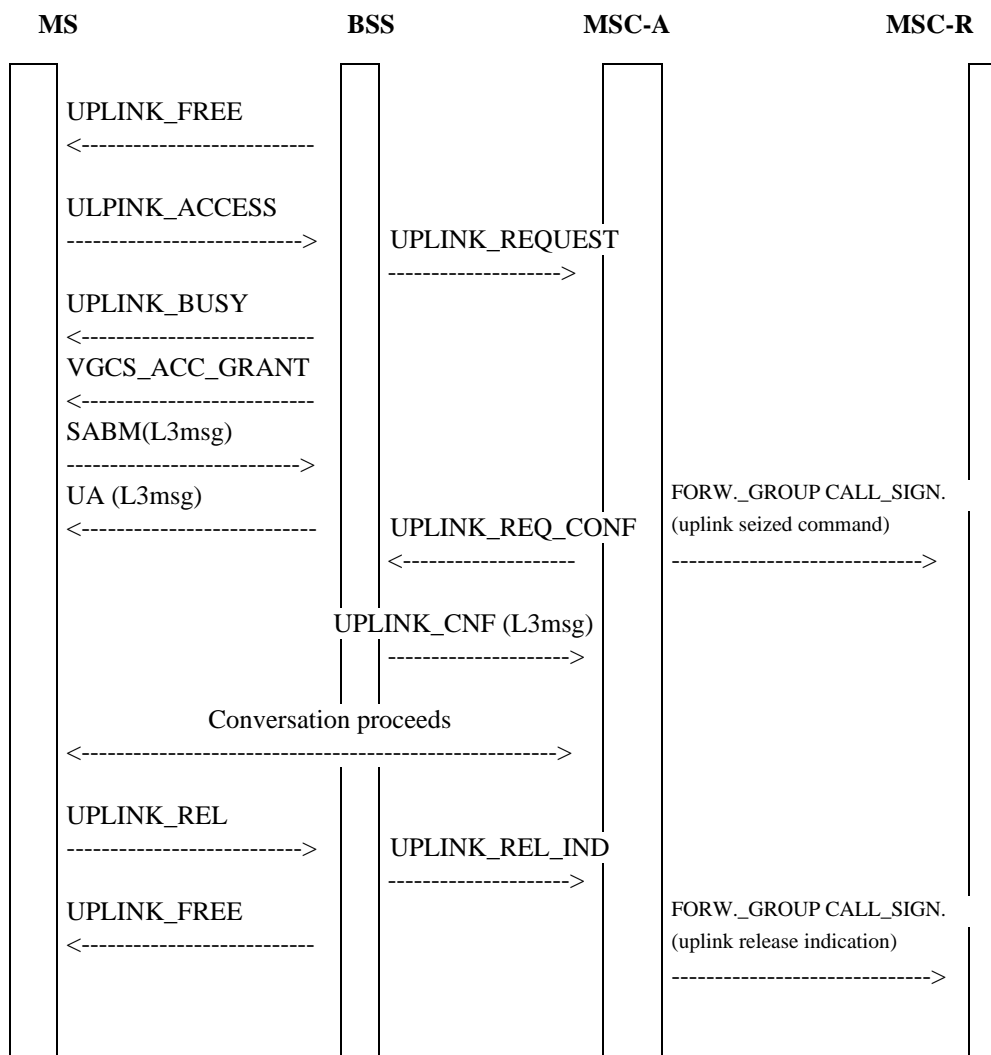 MS BSS MSC-A MSC-R
UPLINK_FREE
<---------------------------
ULPINK_ACCESS
---------------------------> UPLINK_REQUEST
-------------------->
UPLINK_BUSY
<---------------------------
VGCS_ACC_GRANT
<---------------------------
SABM(L3msg)
--------------------------->
UA (L3msg) FORW._GROUP CALL_SIGN.
<--------------------------- UPLINK_REQ_CONF (uplink seized command)
<-------------------- ----------------------------->
UPLINK_CNF (L3msg)
--------------------->
Conversation proceeds
<------------------------------------------------------->
UPLINK_REL
---------------------------> UPLINK_REL_IND
--------------------->
UPLINK_FREE FORW._GROUP CALL_SIGN.
<--------------------------- (uplink release indication)
------------------------------>